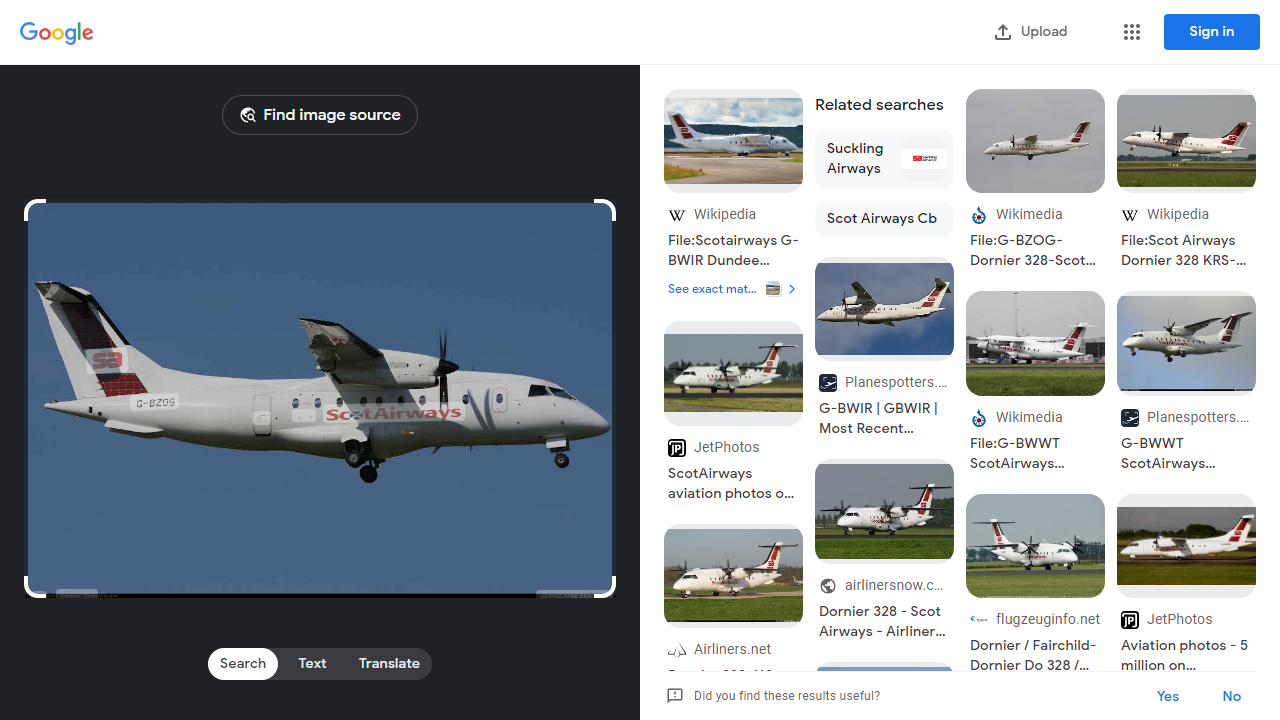 Google
Upload
Sign in
Find image source
SA
G-BZOG
ScotAirways
Search
Text
Translate
Wikipedia
File:Scotairways G-
BWIR Dundee...
See exact mat...
JetPhotos
ScotAirways
aviation photos o...
Airliners.net
Related searches
Suckling
Airways
Scot Airways Cb
Planespotters....
G-BWIR | GBWIR |
Most Recent...
airlinersnow.c...
Dornier 328 - Scot
Airways - Airliner...
Wikimedia
File:G-BZOG-
Dornier 328-Scot...
Wikimedia
File:G-BWWT
ScotAirways...
flugzeuginfo.net
Dornier / Fairchild-
Dornier Do 328 /...
Wikipedia
File:Scot Airways
Dornier 328 KRS-...
Planespotters....
G-BWWT
ScotAirways...
JetPhotos
Aviation photos - 5
million on...
Did you find these results useful?
Yes
No